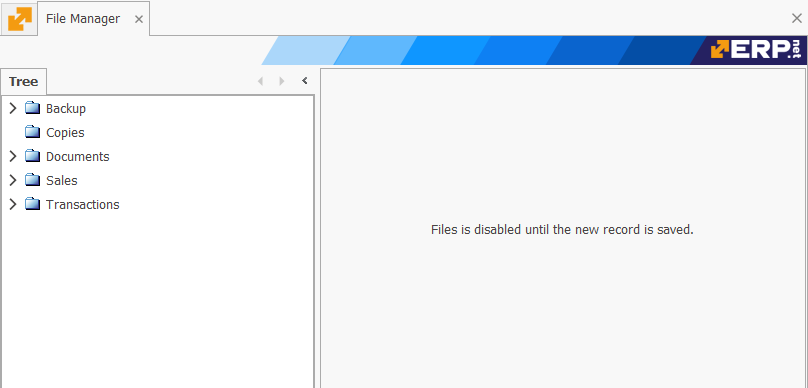 File Manager
ERP.net
Tree
Backup
Copies
Documents
Sales
Transactions
Files is disabled until the new record is saved.